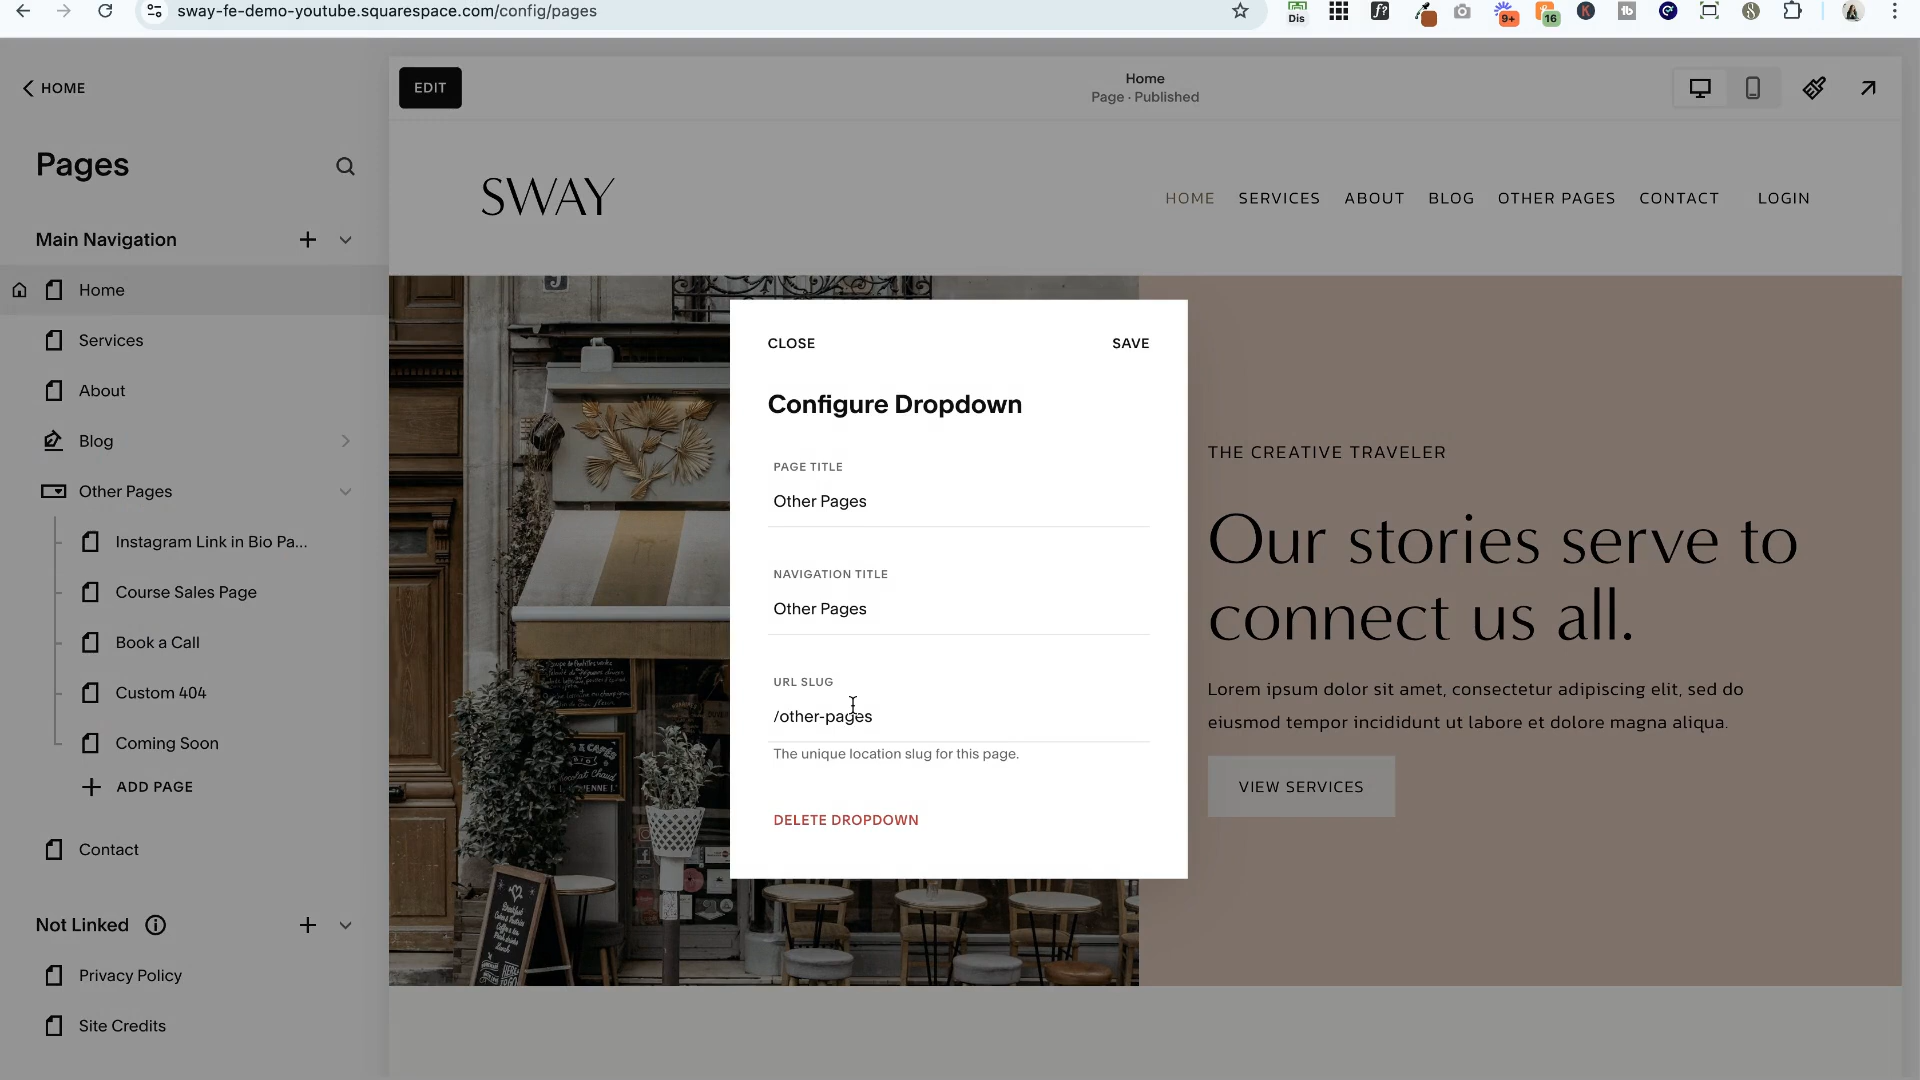 sway-fe-demo-youtube.squarespace.com/config/pages
Dis
9+
16
HOME
EDIT
Home
Page · Published
Pages
SWAY
HOME
SERVICES
ABOUT
BLOG
OTHER PAGES
CONTACT
LOGIN
Main Navigation
Home
Services
About
Blog
Other Pages
Instagram Link in Bio Pa...
Course Sales Page
Book a Call
Custom 404
Coming Soon
ADD PAGE
Contact
Not Linked
Privacy Policy
Site Credits
CLOSE
SAVE
Configure Dropdown
PAGE TITLE
Other Pages
NAVIGATION TITLE
Other Pages
URL SLUG
/other-pages
The unique location slug for this page.
DELETE DROPDOWN
THE CREATIVE TRAVELER
Our stories serve to
connect us all.
Lorem ipsum dolor sit amet, consectetur adipiscing elit, sed do
eiusmod tempor incididunt ut labore et dolore magna aliqua.
VIEW SERVICES